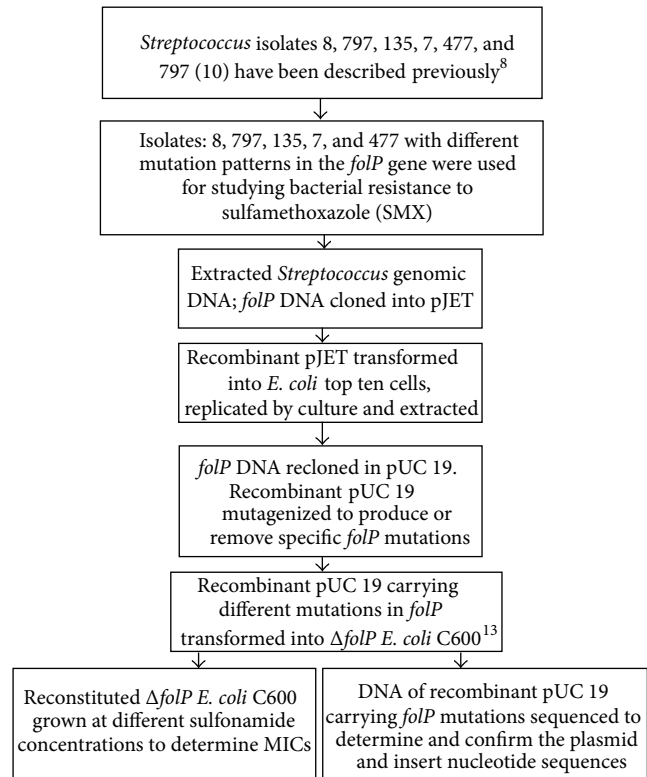 Streptococcus isolates 8, 797, 135, 7, 477, and
797 (10) have been described previously⁸
Isolates: 8, 797, 135, 7, and 477 with different
mutation patterns in the folP gene were used
for studying bacterial resistance to
sulfamethoxazole (SMX)
Extracted Streptococcus genomic
DNA; folP DNA cloned into pJET
Recombinant pJET transformed
into E. coli top ten cells,
replicated by culture and extracted
folP DNA recloned in pUC 19.
Recombinant pUC 19
mutagenized to produce or
remove specific folP mutations
Recombinant pUC 19 carrying
different mutations in folP
transformed into ΔfolP E. coli C600¹³
Reconstituted ΔfolP E. coli C600
grown at different sulfonamide
concentrations to determine MICs
DNA of recombinant pUC 19
carrying folP mutations sequenced to
determine and confirm the plasmid
and insert nucleotide sequences